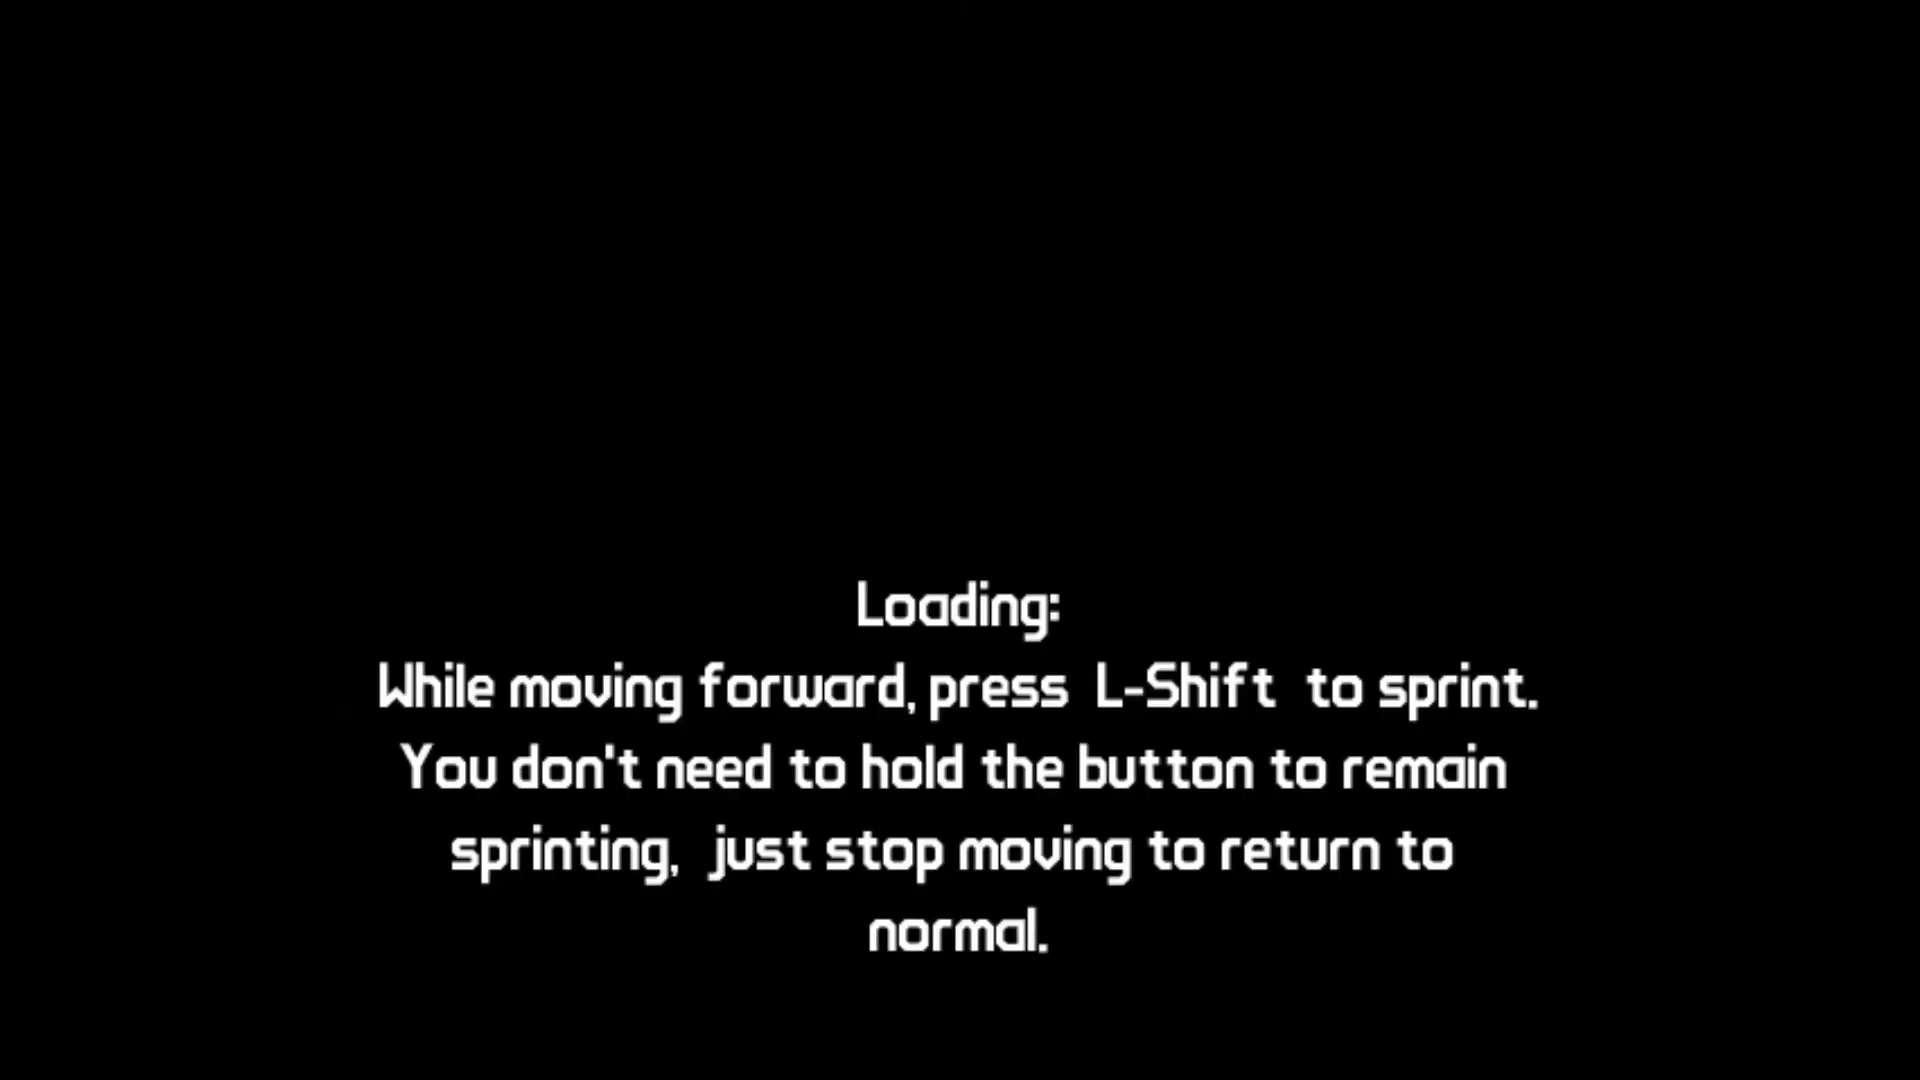 Loading:
While moving forward, press L-Shift to sprint.
You don't need to hold the button to remain
sprinting, just stop moving to return to
normal.